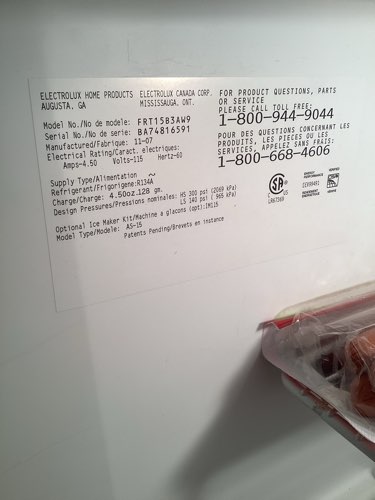 ELECTROLUX HOME PRODUCTS ELECTROLUX CANADA CORP.
AUGUSTA, GA MISSISSAUGA, ONT.
Model No./No de modele: FRT15B3AW9
Serial No./No de serie: BA74816591
Manufactured/Fabrique: 11-07
Electrical Rating/Caract. electriques:
Amps-4.50 Volts-115 Hertz-60
Supply Type/Alimentation ~
Refrigerant/Frigorigene:R134A
Charge/Charge: 4.50oz.128 gm.
Design Pressures/Pressions nominales: HS 300 psi (2069 kPa)
LS 140 psi ( 965 kPa)
Optional Ice Maker Kit/Machine a glacons (opt):IM115
Model Type/Modele: AS-15
Patents Pending/Brevets en instance
FOR PRODUCT QUESTIONS, PARTS
OR SERVICE
PLEASE CALL TOLL FREE:
1-800-944-9044
POUR DES QUESTIONS CONCERNANT LES
PRODUITS, LES PIECES OU LES
SERVICES, APPELEZ SANS FRAIS:
1-800-668-4606